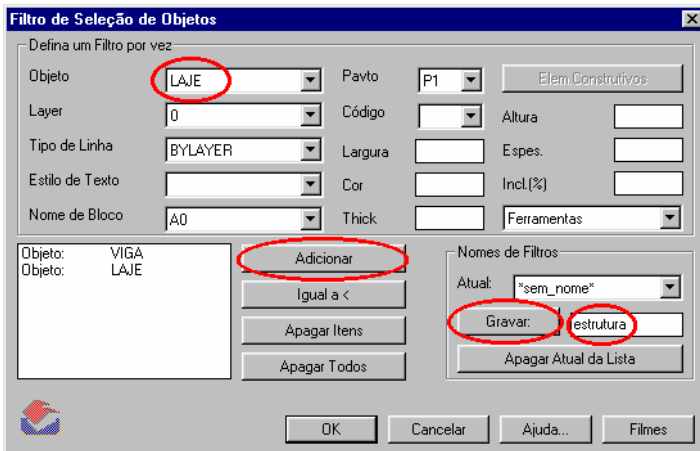 Filtro de Seleção de Objetos
Defina um Filtro por vez
Objeto LAJE Pavto P1 Elem.Construtivos
Layer 0 Código Altura
Tipo de Linha BYLAYER Largura Espes.
Estilo de Texto Cor Incl.(%)
Nome de Bloco A0 Thick Ferramentas
Objeto: VIGA
Objeto: LAJE
Adicionar
Igual a <
Apagar Itens
Apagar Todos
Nomes de Filtros
Atual: *sem_nome*
Gravar: estrutura
Apagar Atual da Lista
OK Cancelar Ajuda... Filmes